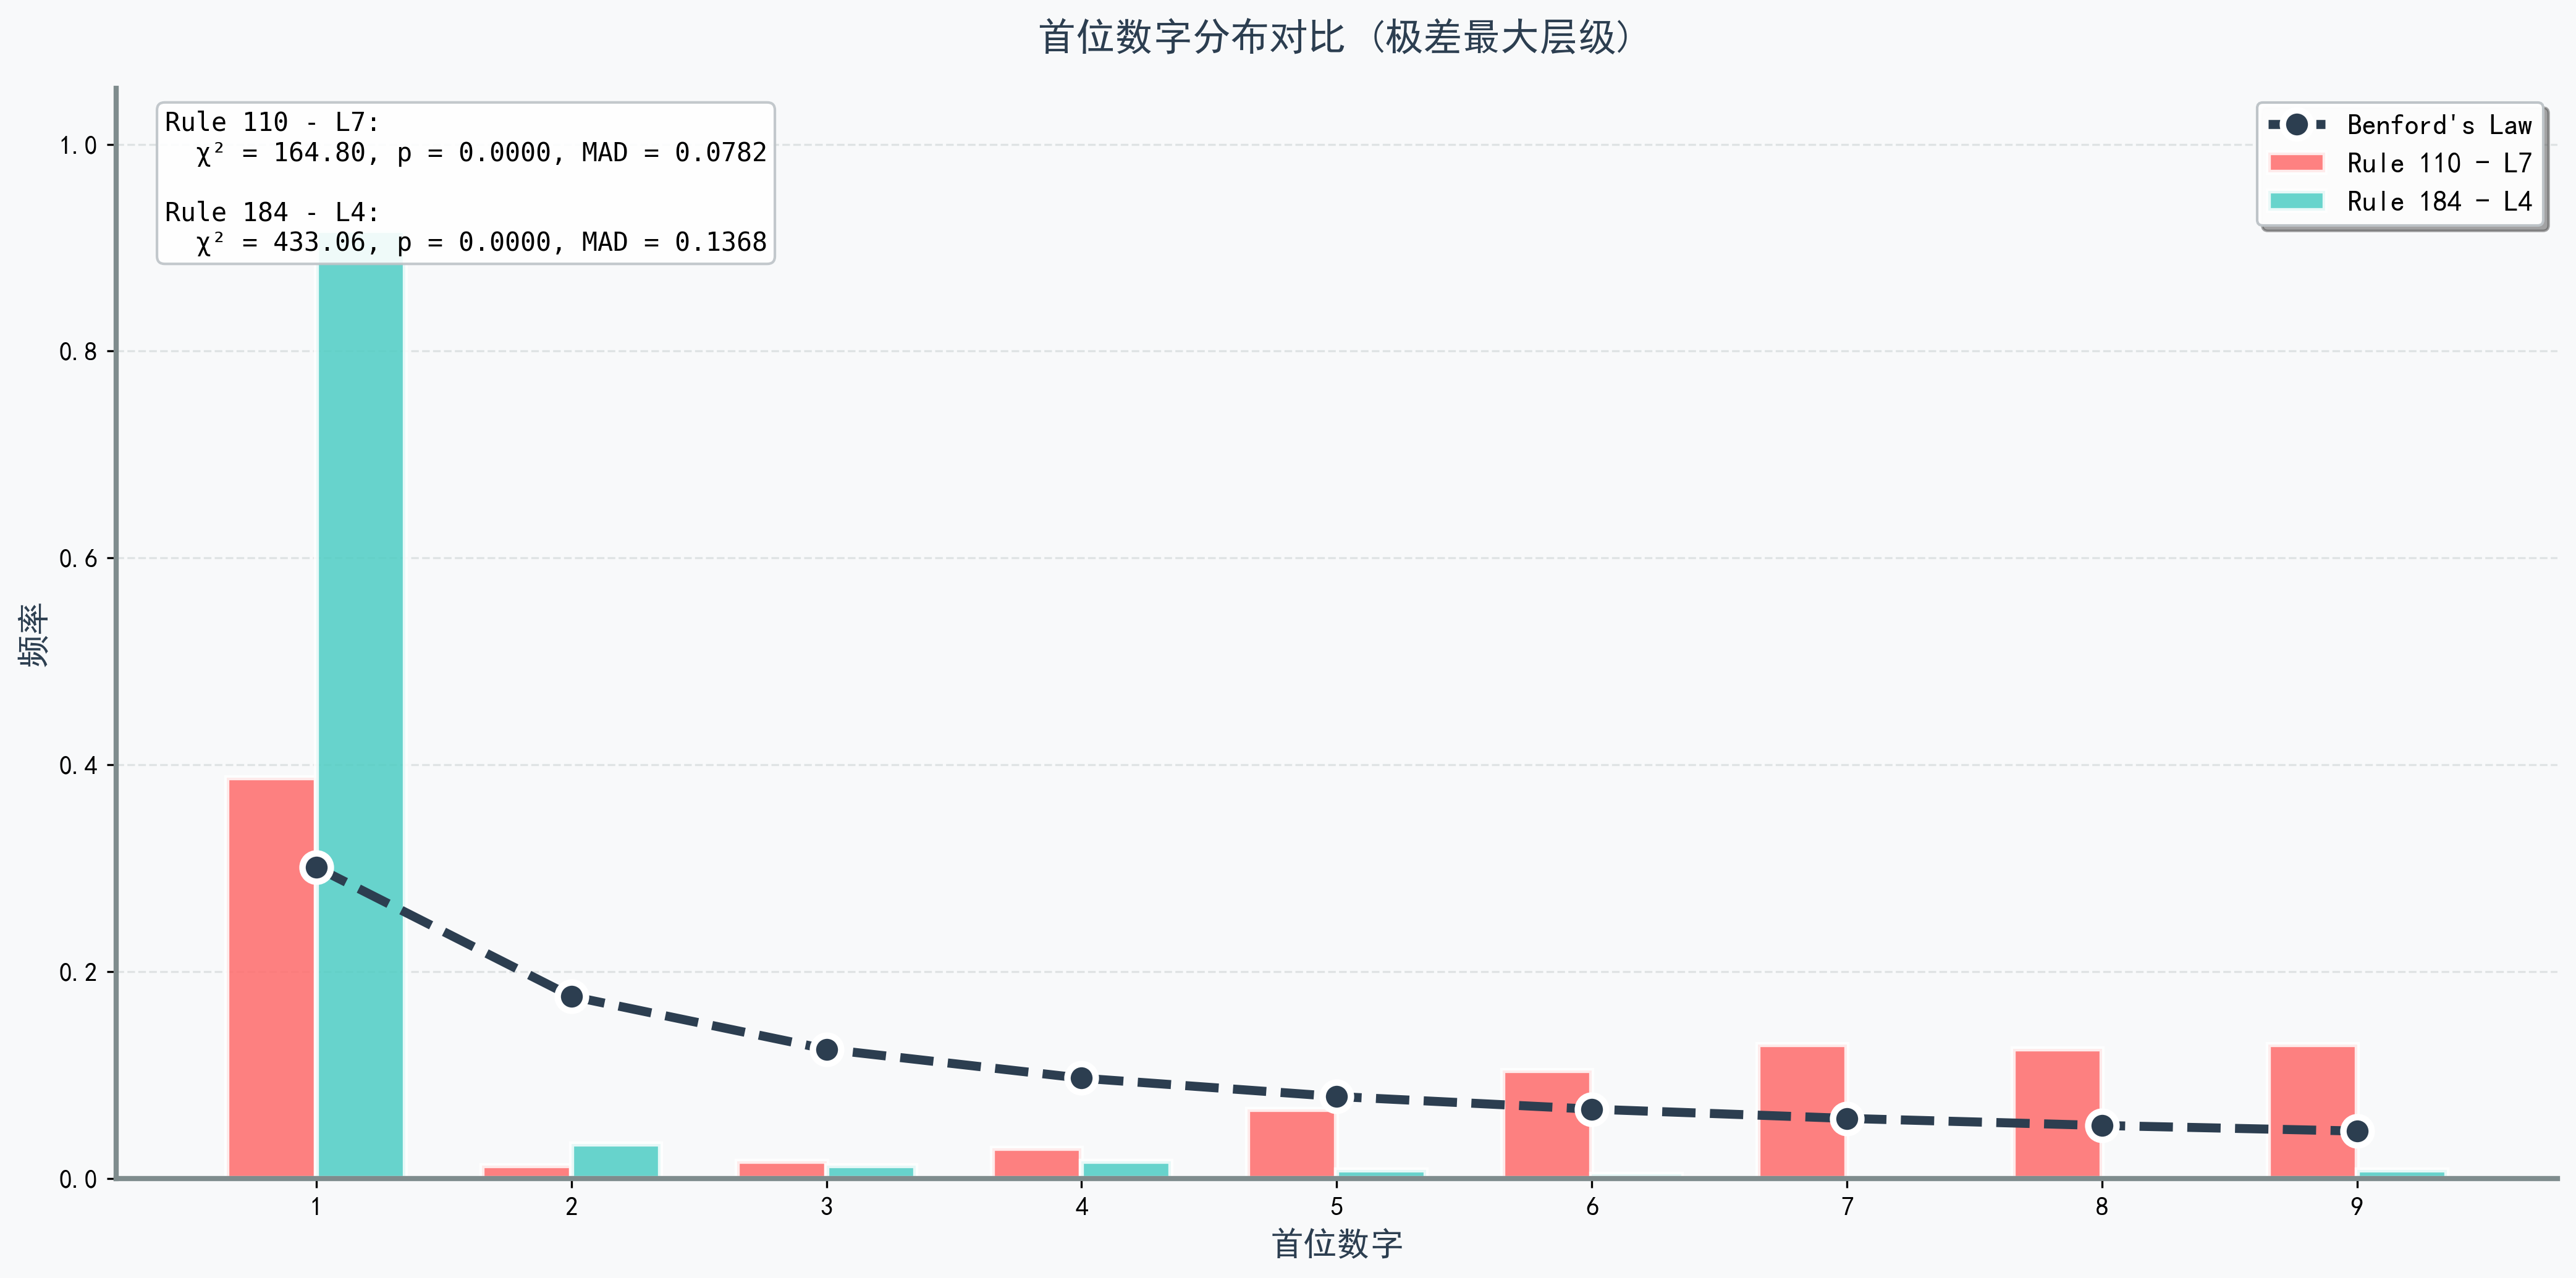 首位数字分布对比 (极差最大层级)
Rule 110 - L7:
χ² = 164.80, p = 0.0000, MAD = 0.0782
Rule 184 - L4:
χ² = 433.06, p = 0.0000, MAD = 0.1368
Benford's Law
Rule 110 - L7
Rule 184 - L4
1.0
0.8
0.6
0.4
0.2
0.0
频率
1 2 3 4 5 6 7 8 9
首位数字